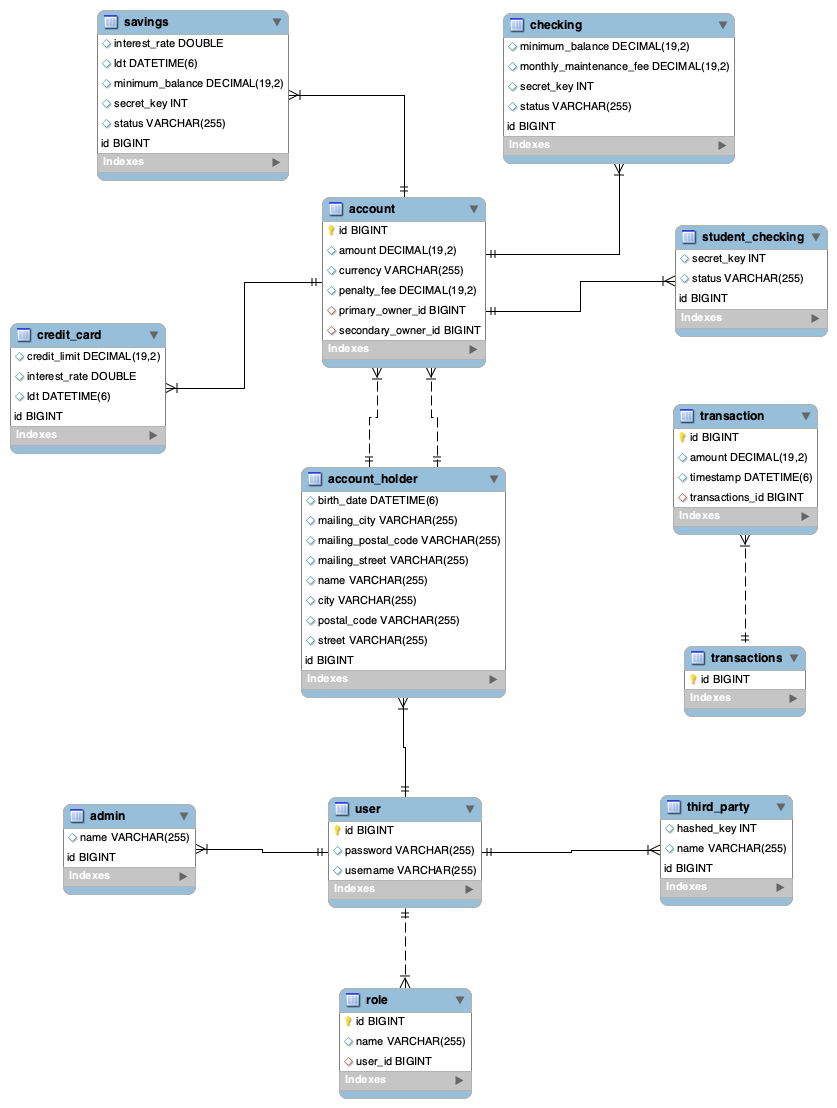 savings
interest_rate DOUBLE
ldt DATETIME(6)
minimum_balance DECIMAL(19,2)
secret_key INT
status VARCHAR(255)
id BIGINT
Indexes
checking
minimum_balance DECIMAL(19,2)
monthly_maintenance_fee DECIMAL(19,2)
secret_key INT
status VARCHAR(255)
id BIGINT
Indexes
account
id BIGINT
amount DECIMAL(19,2)
currency VARCHAR(255)
penalty_fee DECIMAL(19,2)
primary_owner_id BIGINT
secondary_owner_id BIGINT
Indexes
student_checking
secret_key INT
status VARCHAR(255)
id BIGINT
Indexes
credit_card
credit_limit DECIMAL(19,2)
interest_rate DOUBLE
ldt DATETIME(6)
id BIGINT
Indexes
transaction
id BIGINT
amount DECIMAL(19,2)
timestamp DATETIME(6)
transactions_id BIGINT
Indexes
account_holder
birth_date DATETIME(6)
mailing_city VARCHAR(255)
mailing_postal_code VARCHAR(255)
mailing_street VARCHAR(255)
name VARCHAR(255)
city VARCHAR(255)
postal_code VARCHAR(255)
street VARCHAR(255)
id BIGINT
Indexes
transactions
id BIGINT
Indexes
admin
name VARCHAR(255)
id BIGINT
Indexes
user
id BIGINT
password VARCHAR(255)
username VARCHAR(255)
Indexes
third_party
hashed_key INT
name VARCHAR(255)
id BIGINT
Indexes
role
id BIGINT
name VARCHAR(255)
user_id BIGINT
Indexes